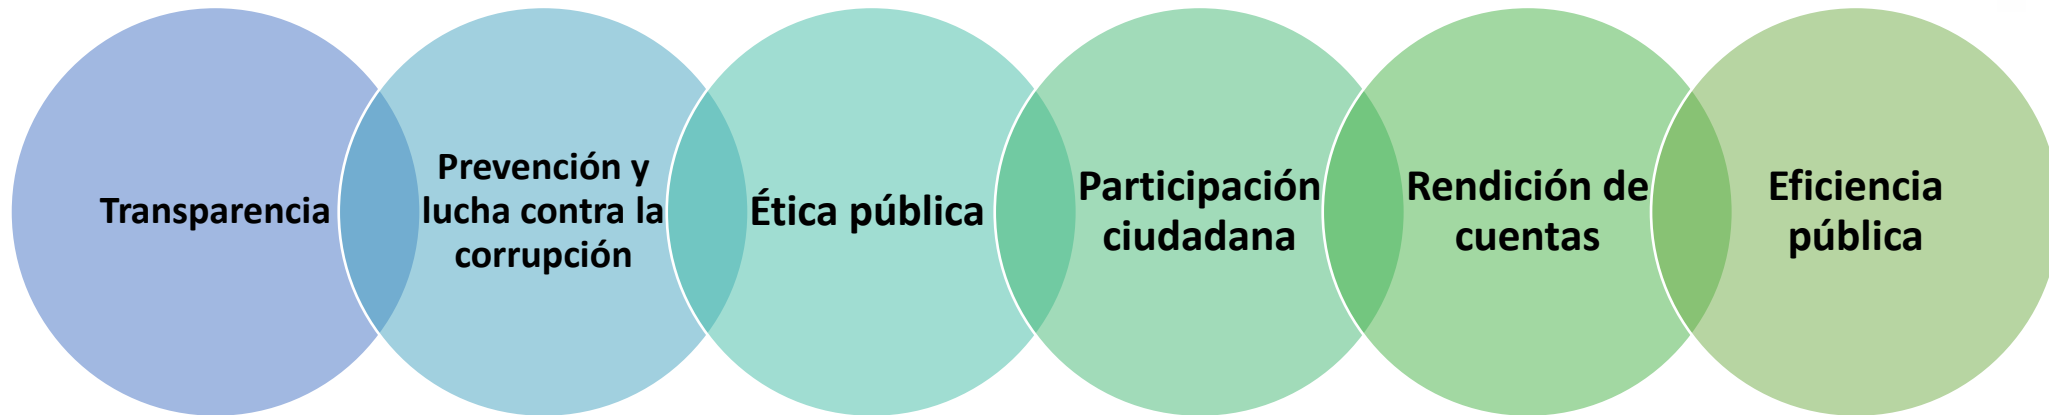 Transparencia
Prevención y
lucha contra la
corrupción
Ética pública
Participación
ciudadana
Rendición de
cuentas
Eficiencia
pública